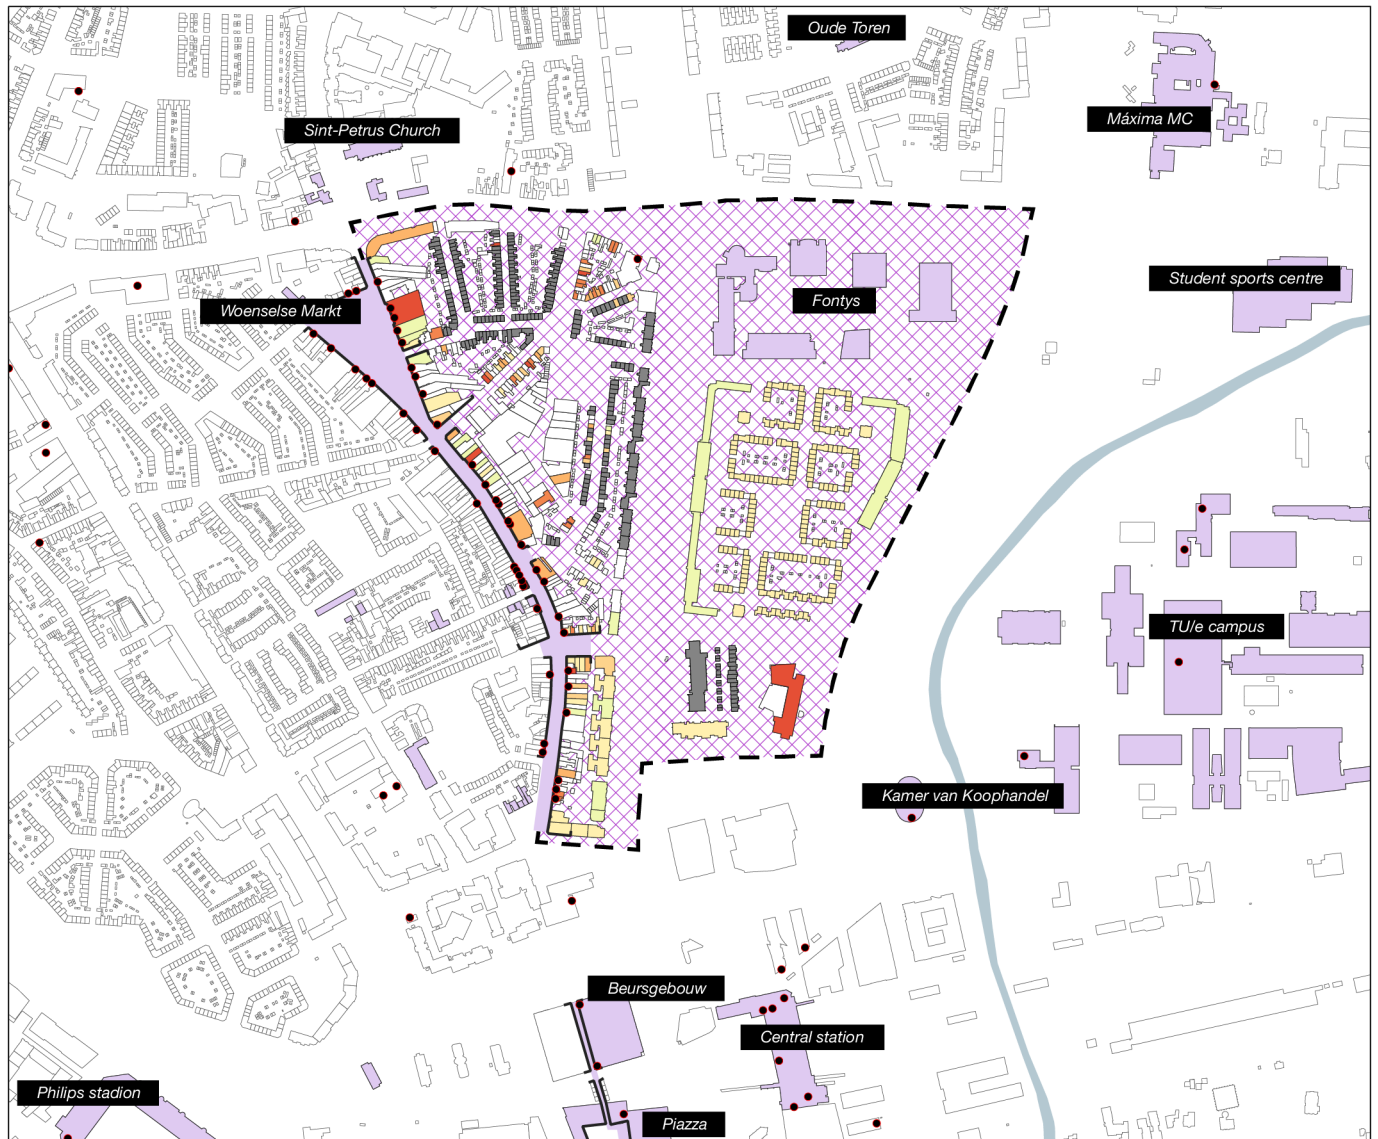 Oude Toren
Máxima MC
Sint-Petrus Church
Student sports centre
Woenselse Markt
Fontys
TU/e campus
Kamer van Koophandel
Beursgebouw
Central station
Philips stadion
Piazza